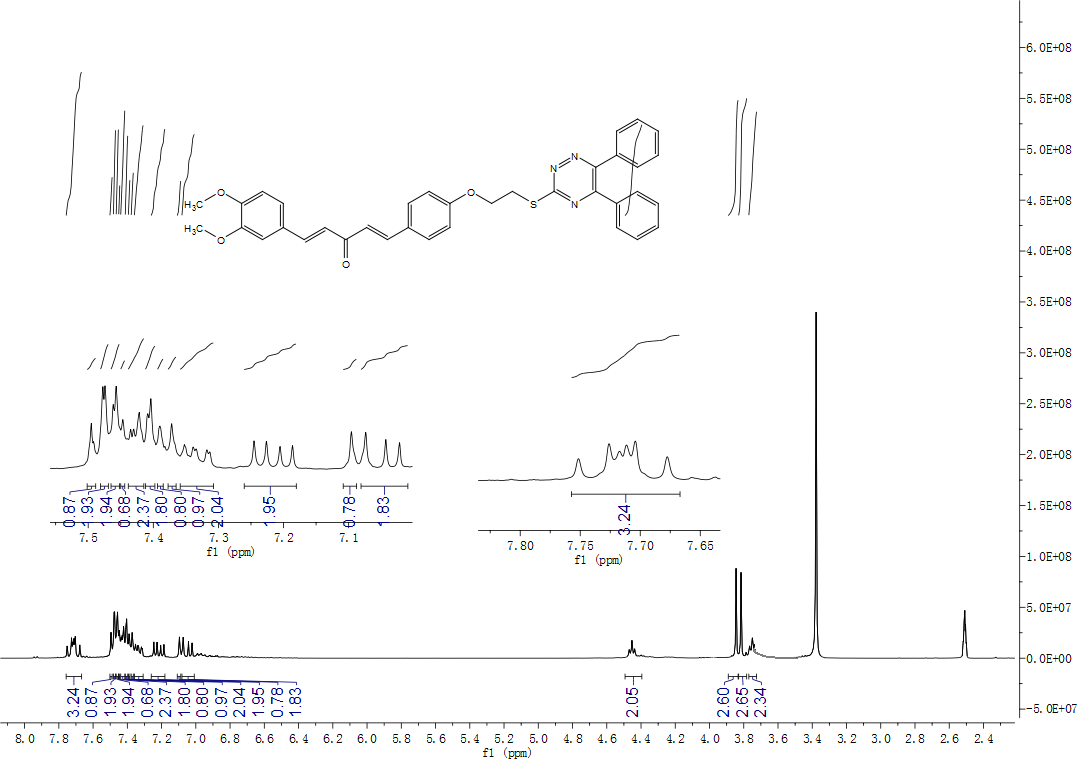 6.0E+08
5.5E+08
5.0E+08
4.5E+08
4.0E+08
3.5E+08
3.0E+08
2.5E+08
2.0E+08
1.5E+08
1.0E+08
5.0E+07
0.0E+00
-5.0E+07
N
N
N
S
O
O
H₃C
H₃C
O
O
0.87
1.93
1.94
0.68
2.37
1.80
0.80
0.97
2.04
1.95
0.78
1.83
7.5 7.4 7.3 7.2 7.1
f1 (ppm)
3.24
7.80 7.75 7.70 7.65
f1 (ppm)
3.24
0.87
1.93
1.94
0.68
2.37
1.80
0.80
0.97
2.04
1.95
0.78
1.83
2.05
2.60
2.65
2.34
8.0 7.6 7.4 7.2 7.0 6.8 6.6 6.4 6.2 6.0 5.8 5.6 5.4 5.2 5.0 4.8 4.6 4.4 4.2 4.0 3.8 3.6 3.4 3.2 3.0 2.8 2.6 2.4
f1 (ppm)